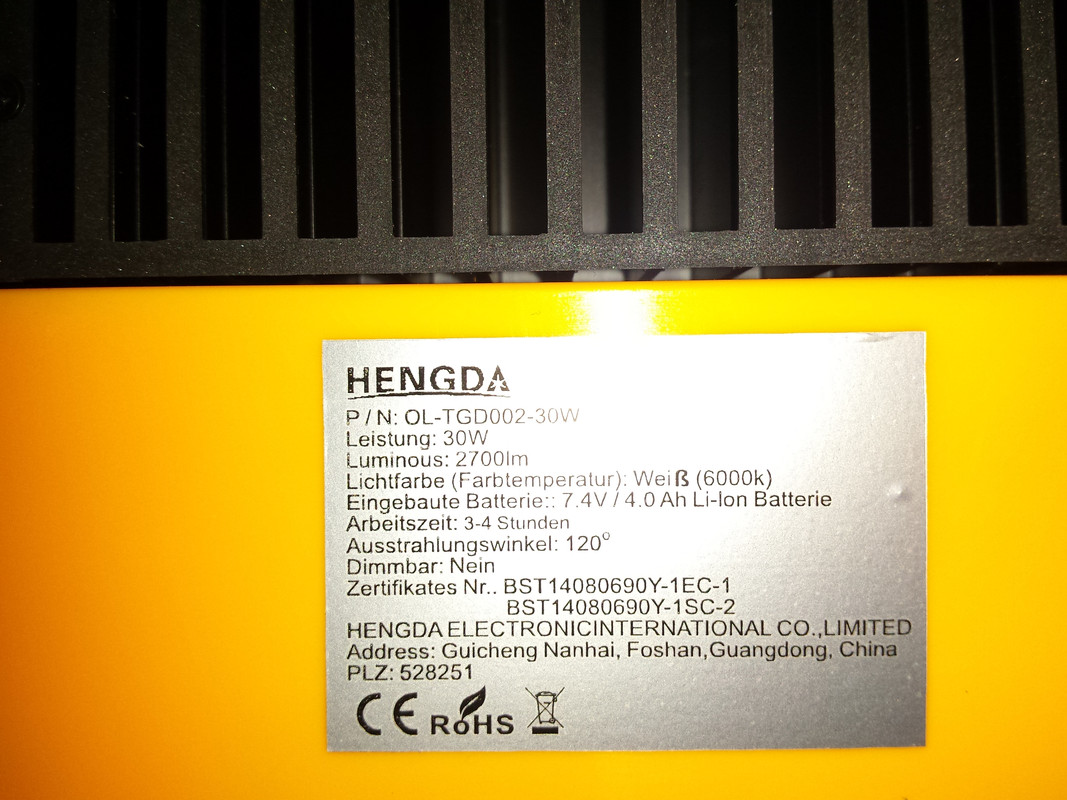 HENGDA
P / N: OL-TGD002-30W
Leistung: 30W
Luminous: 2700lm
Lichtfarbe (Farbtemperatur): Weiß (6000k)
Eingebaute Batterie:: 7.4V / 4.0 Ah Li-Ion Batterie
Arbeitszeit: 3-4 Stunden
Ausstrahlungswinkel: 120°
Dimmbar: Nein
Zertifikates Nr.. BST14080690Y-1EC-1
BST14080690Y-1SC-2
HENGDA ELECTRONICINTERNATIONAL CO.,LIMITED
Address: Guicheng Nanhai, Foshan,Guangdong, China
PLZ: 528251
CE RoHS